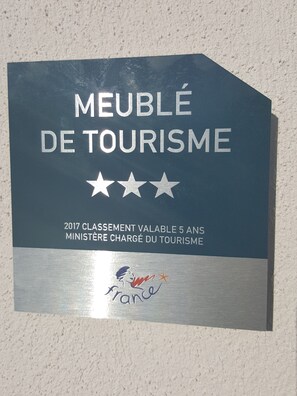 MEUBLÉ
DE TOURISME
2017 CLASSEMENT VALABLE 5 ANS
MINISTÈRE CHARGÉ DU TOURISME
france